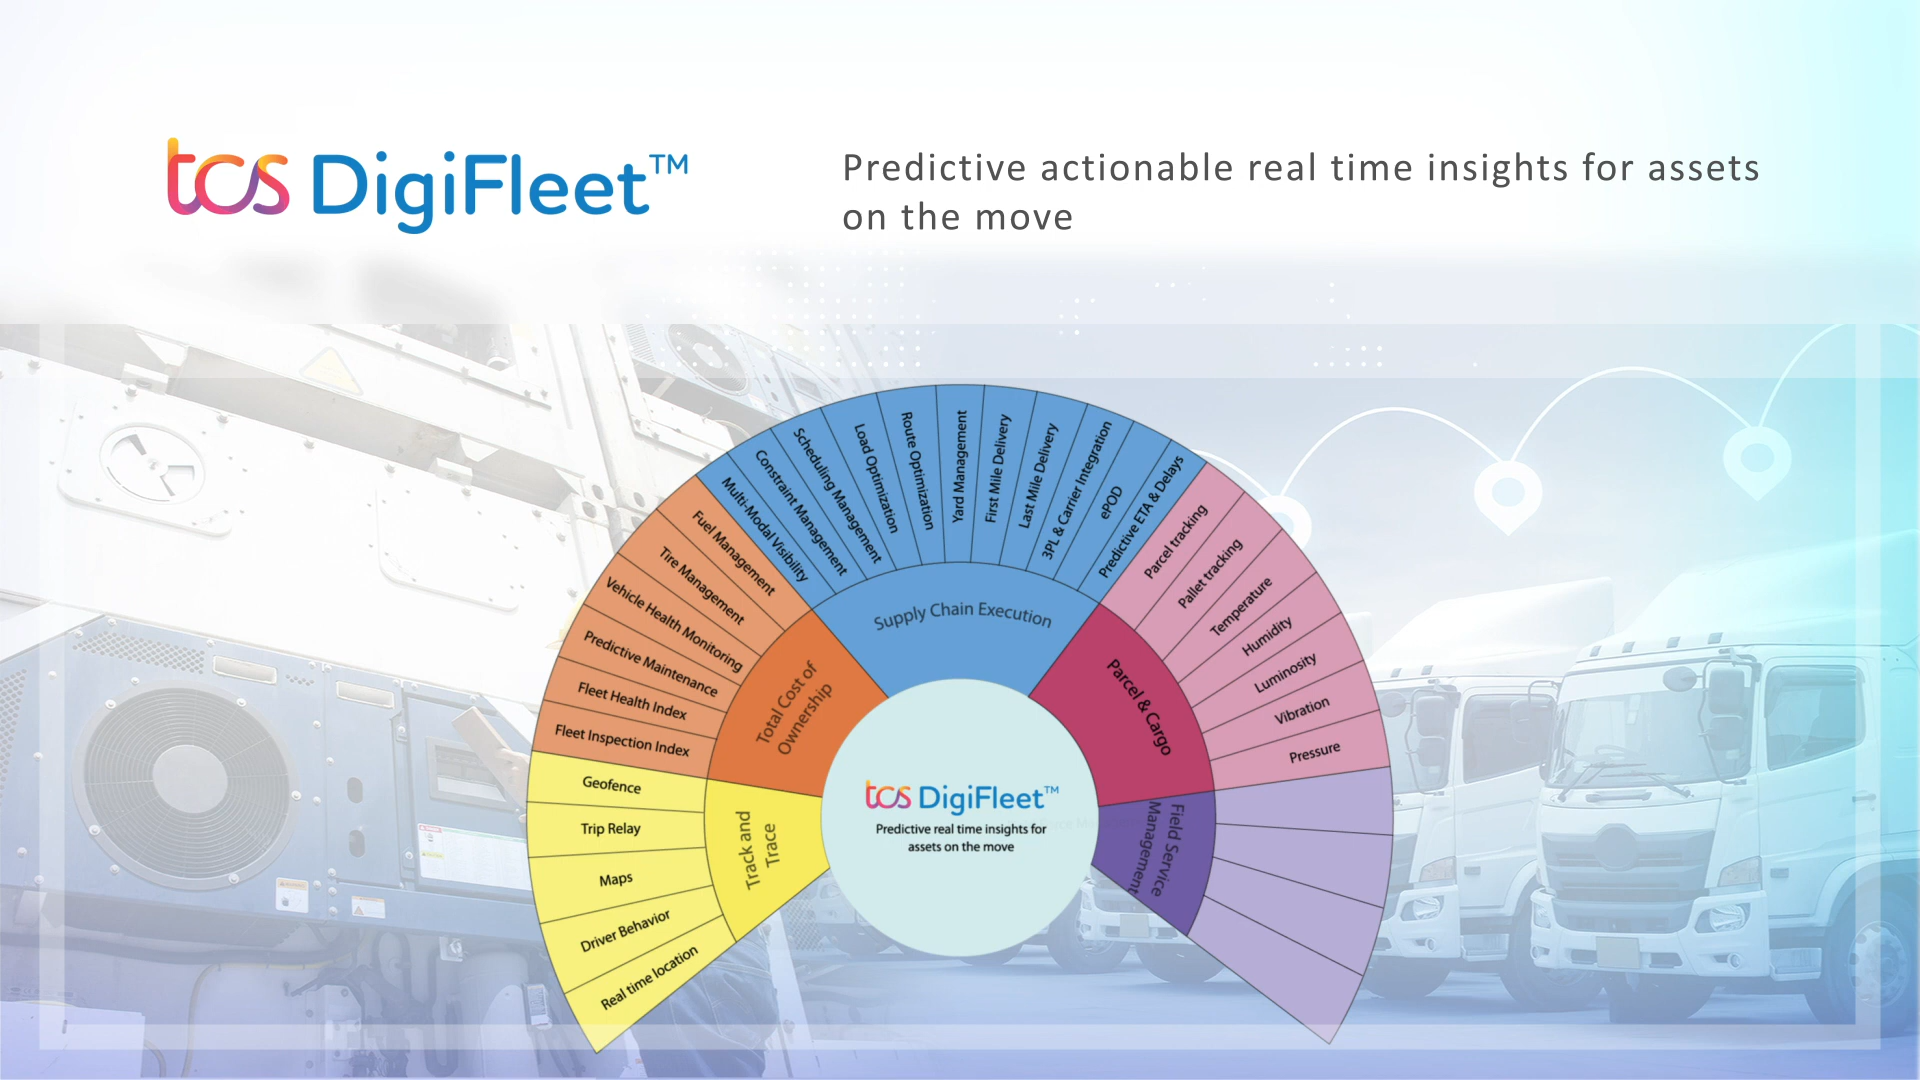 tcs DigiFleet™
Predictive actionable real time insights for assets
on the move
Real time location
Driver Behavior
Maps
Trip Relay
Geofence
Track and
Trace
Fleet Inspection Index
Fleet Health Index
Predictive Maintenance
Vehicle Health Monitoring
Tire Management
Fuel Management
Total Cost of
Ownership
Multi-Modal Visibility
Constraint Management
Scheduling Management
Load Optimization
Route Optimization
Yard Management
First Mile Delivery
Last Mile Delivery
3PL & Carrier Integration
ePOD
Predictive ETA & Delays
Supply Chain Execution
Parcel tracking
Pallet tracking
Temperature
Humidity
Luminosity
Vibration
Pressure
Parcel & Cargo
Field Service
Management
tcs DigiFleet™
Predictive real time insights for
assets on the move